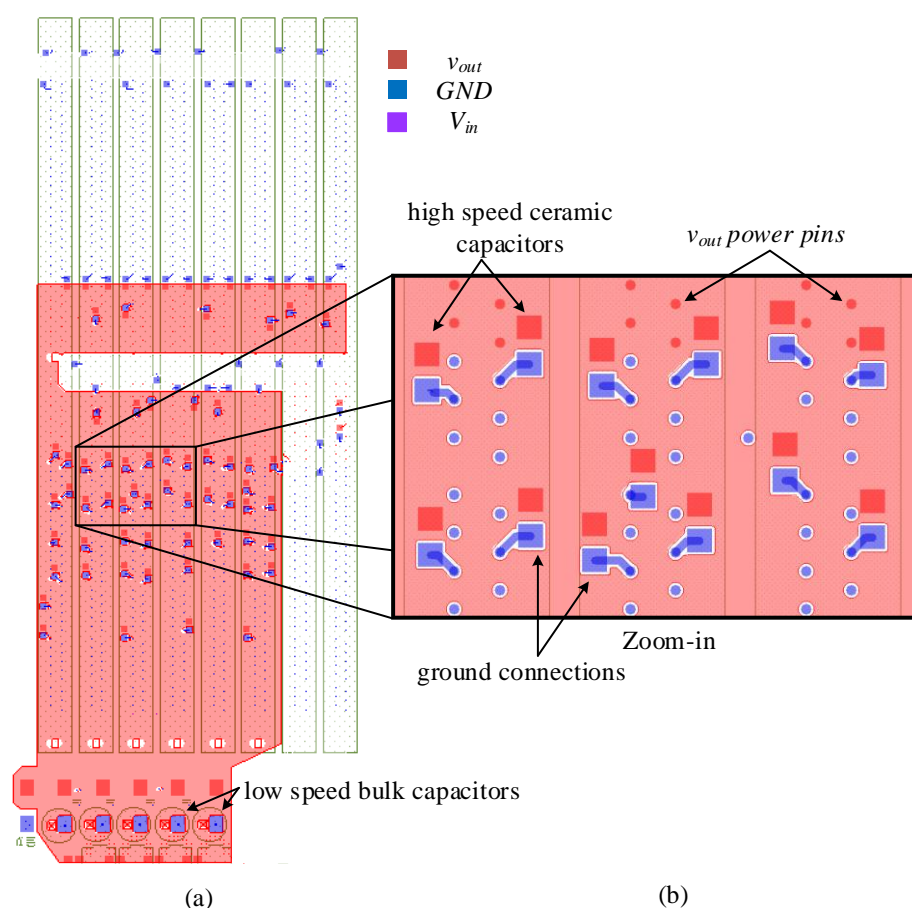 v_out
GND
V_in
high speed ceramic
capacitors
v_out power pins
Zoom-in
ground connections
low speed bulk capacitors
(a)
(b)